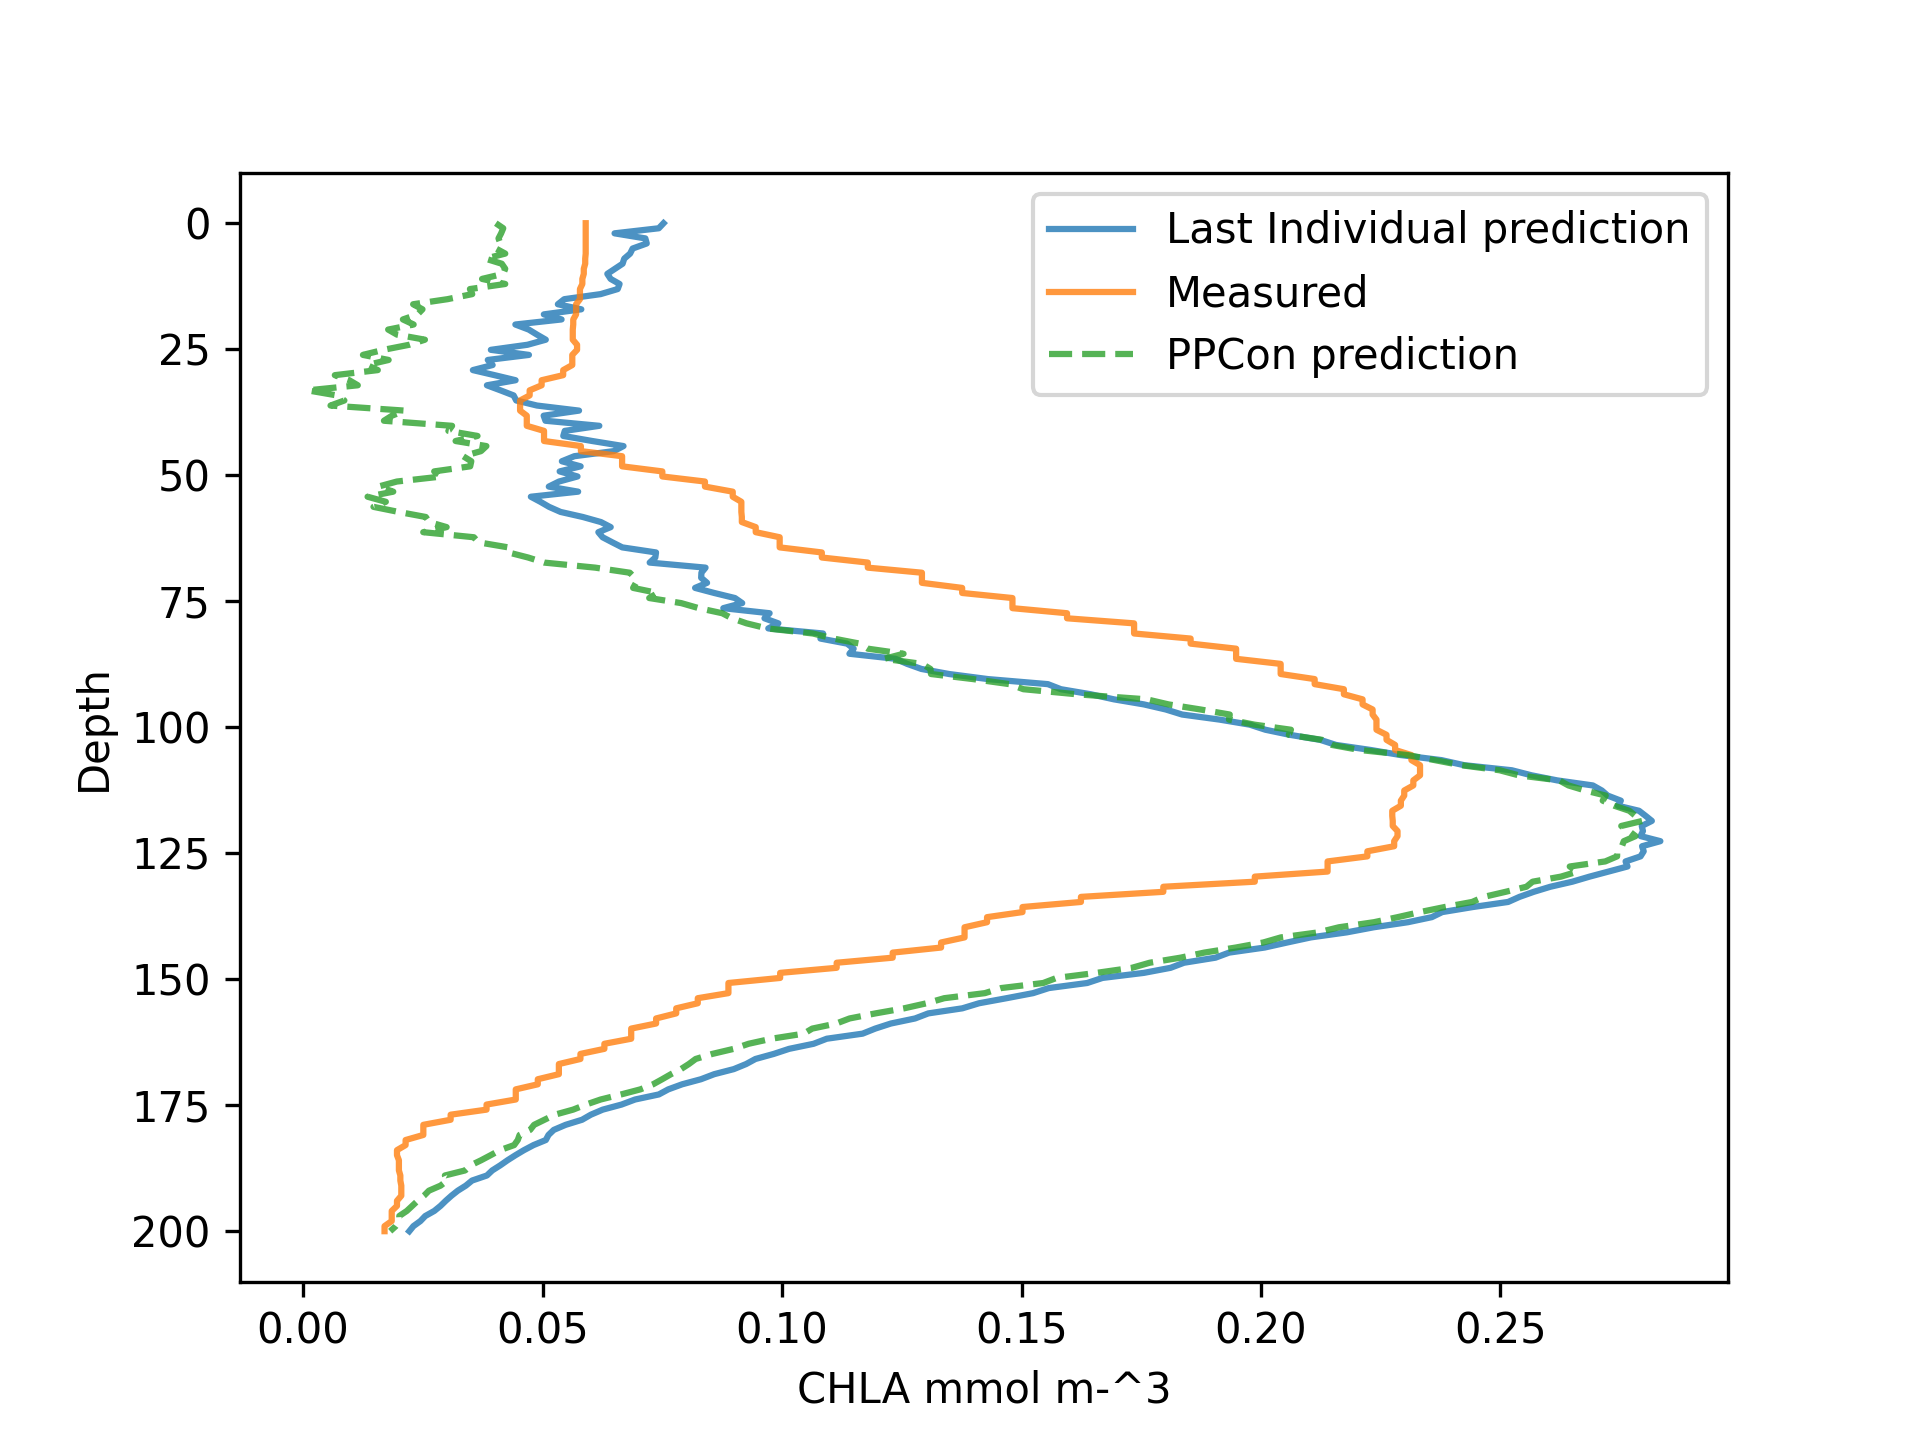 Last Individual prediction
Measured
PPCon prediction
0
25
50
75
100
125
150
175
200
Depth
0.00 0.05 0.10 0.15 0.20 0.25
CHLA mmol m-^3